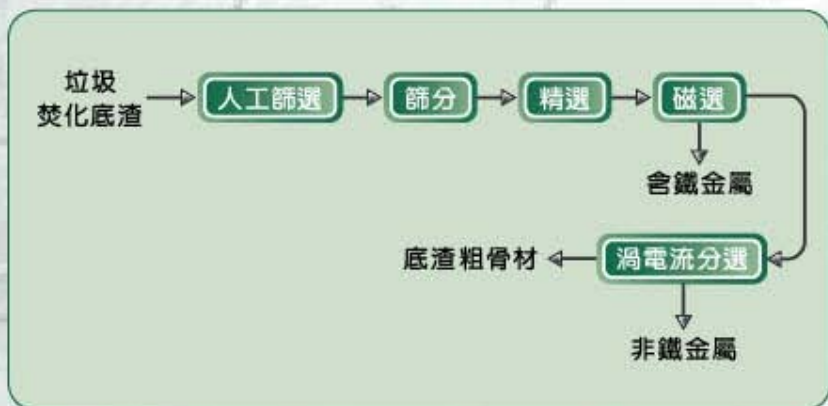 垃圾
焚化底渣
人工篩選
篩分
精選
磁選
含鐵金屬
渦電流分選
底渣粗骨材
非鐵金屬